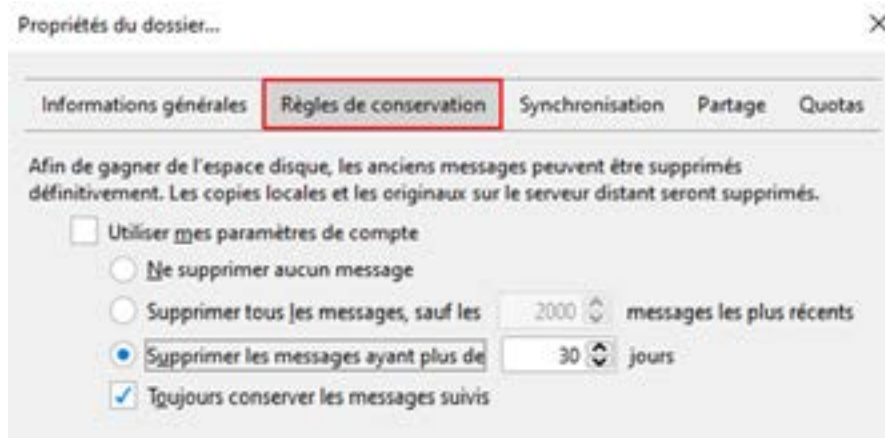 Propriétés du dossier...
Informations générales Règles de conservation Synchronisation Partage Quotas
Afin de gagner de l'espace disque, les anciens messages peuvent être supprimés
définitivement. Les copies locales et les originaux sur le serveur distant seront supprimés.
Utiliser mes paramètres de compte
Ne supprimer aucun message
Supprimer tous les messages, sauf les 2000 messages les plus récents
Supprimer les messages ayant plus de 30 jours
Toujours conserver les messages suivis